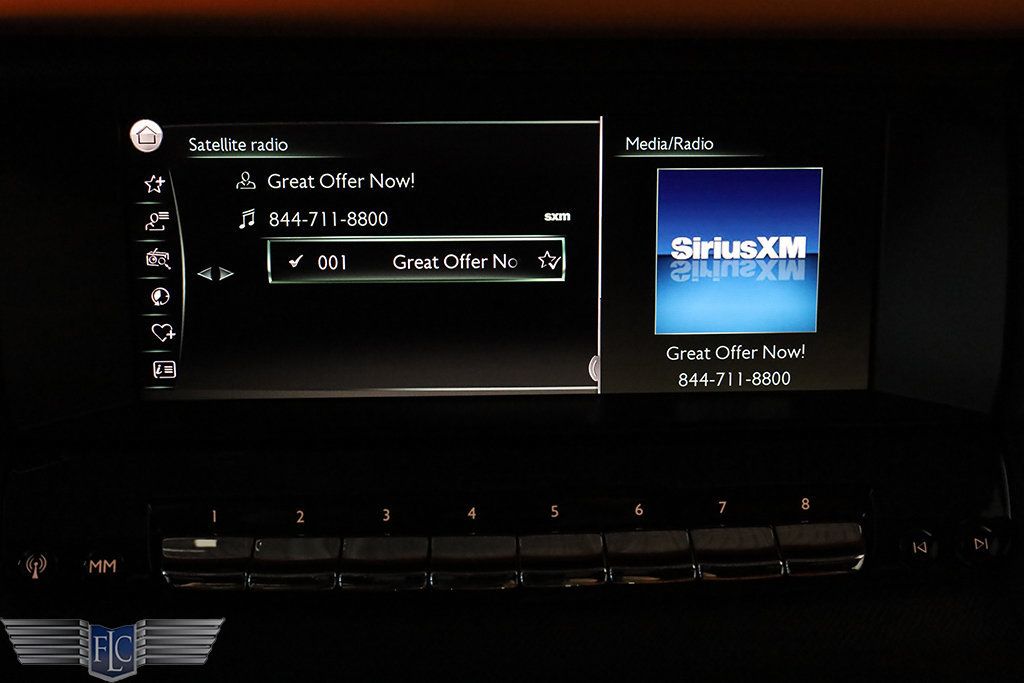 Satellite radio
Great Offer Now!
844-711-8800
sxm
001 Great Offer No
Media/Radio
SiriusXM
Great Offer Now!
844-711-8800
1 2 3 4 5 6 7 8
MM
FLC